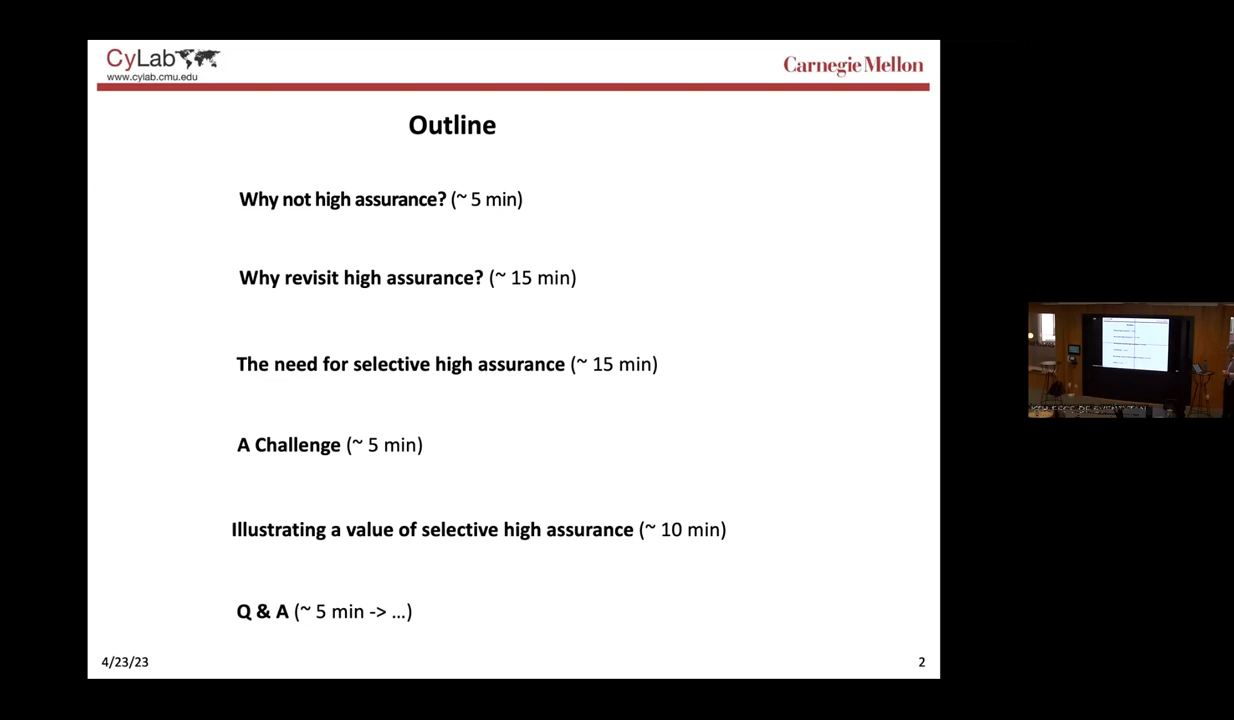 CyLab
www.cylab.cmu.edu
Carnegie Mellon
Outline
Why not high assurance? (~ 5 min)
Why revisit high assurance? (~ 15 min)
The need for selective high assurance (~ 15 min)
A Challenge (~ 5 min)
Illustrating a value of selective high assurance (~ 10 min)
Q & A (~ 5 min -> ...)
4/23/23
2